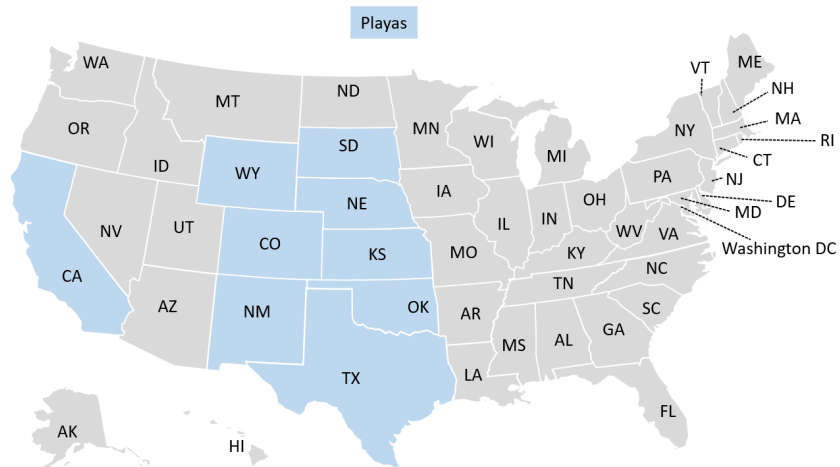 Playas
WA
MT
ND
OR
ID
WY
SD
MN
WI
MI
NY
VT
ME
NH
MA
RI
CT
NJ
DE
MD
Washington DC
PA
NE
IA
IL
IN
OH
WV
VA
NV
UT
CO
KS
MO
KY
CA
AZ
NM
OK
AR
TN
NC
SC
MS
AL
GA
TX
LA
FL
AK
HI